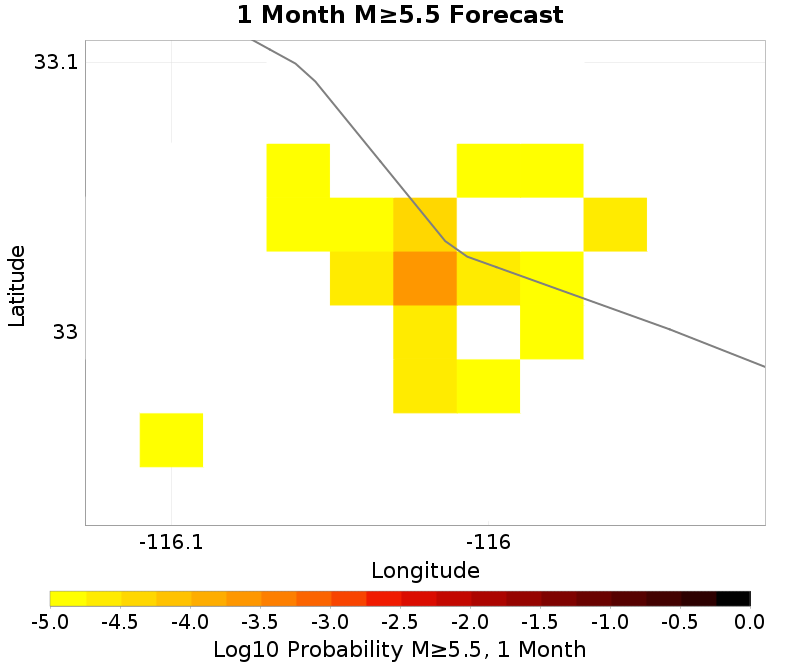 1 Month M≥5.5 Forecast
33.1
33
Latitude
-116.1 -116
Longitude
-5.0 -4.5 -4.0 -3.5 -3.0 -2.5 -2.0 -1.5 -1.0 -0.5 0.0
Log10 Probability M≥5.5, 1 Month